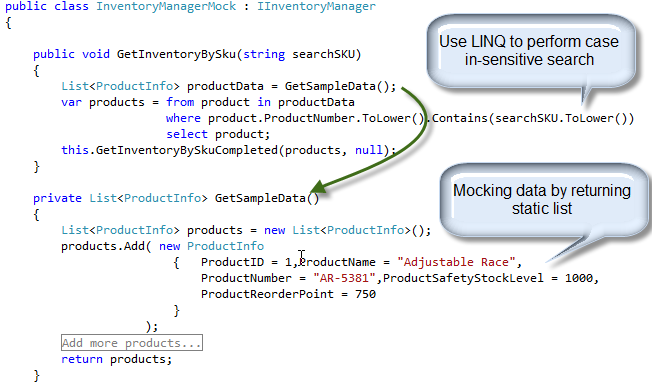 public class InventoryManagerMock : IInventoryManager
{
public void GetInventoryBySku(string searchSKU)
{
List<ProductInfo> productData = GetSampleData();
var products = from product in productData
where product.ProductNumber.ToLower().Contains(searchSKU.ToLower())
select product;
this.GetInventoryBySkuCompleted(products, null);
}
Use LINQ to perform case
in-sensitive search
private List<ProductInfo> GetSampleData()
{
List<ProductInfo> products = new List<ProductInfo>();
products.Add( new ProductInfo
{ ProductID = 1,ProductName = "Adjustable Race",
ProductNumber = "AR-5381",ProductSafetyStockLevel = 1000,
ProductReorderPoint = 750
}
);
Add more products...
return products;
}
Mocking data by returning
static list